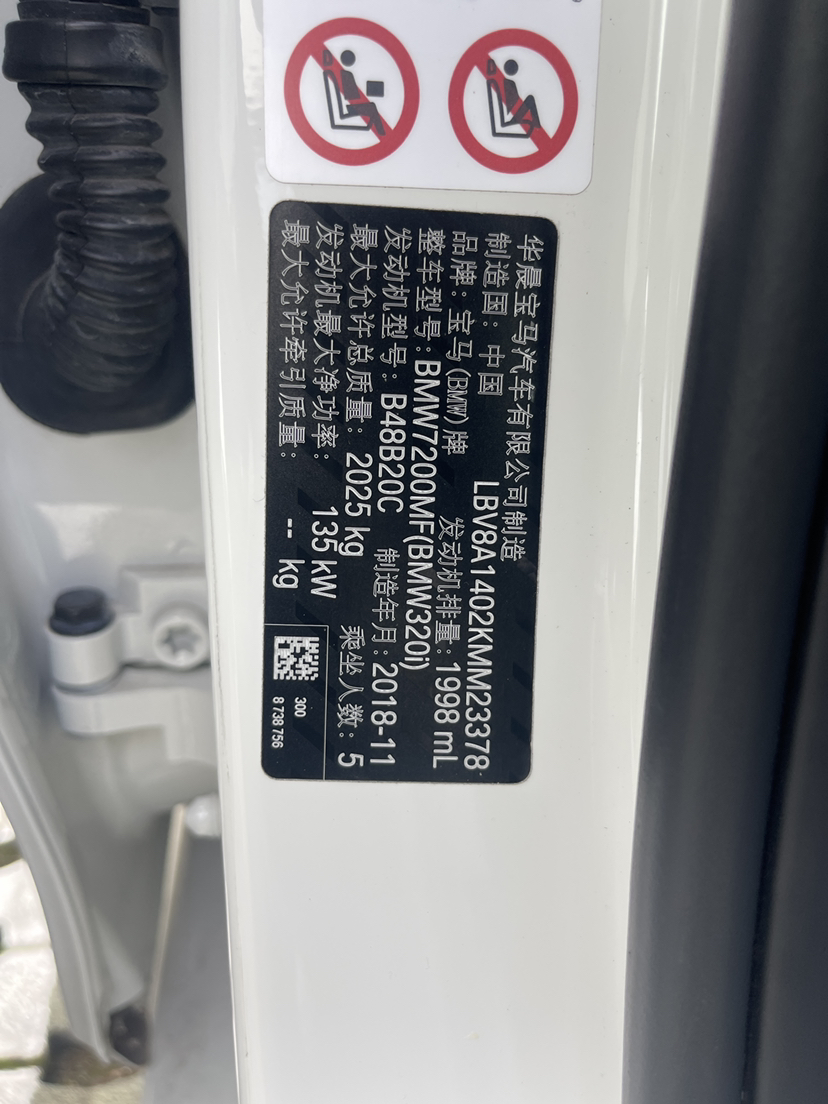 华晨宝马汽车有限公司制造
制造国：中国 LBV8A1402KMM23378
品牌：宝马(BMW)牌 发动机排量：1998 mL
整车型号：BMW7200MF(BMW320i)
发动机型号：B48B20C 制造年月：2018-11
最大允许总质量：2025 kg 乘坐人数：5
发动机最大净功率：135 kW
最大允许牵引质量：-- kg
300
8 738 756